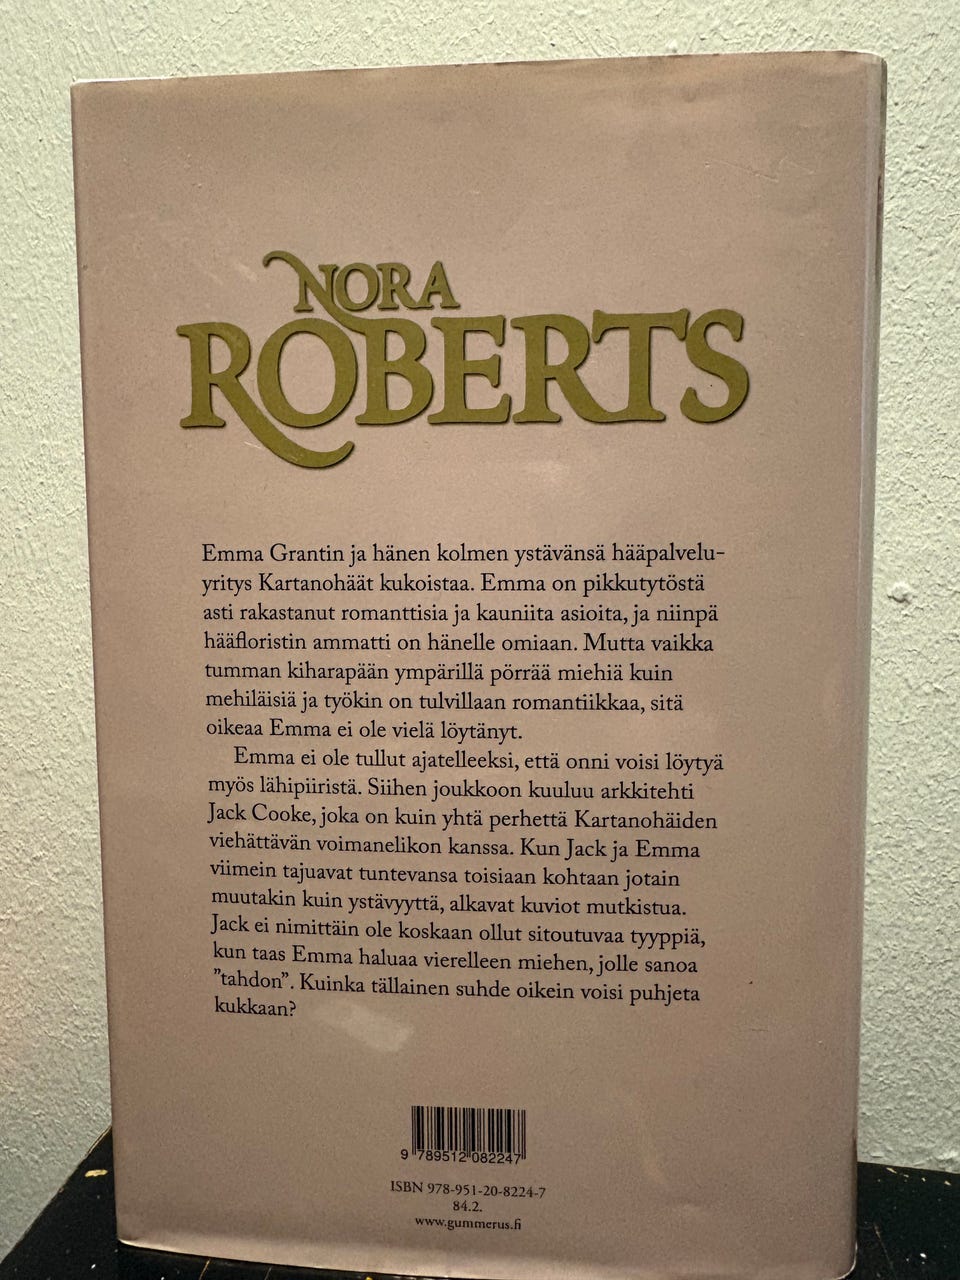 NORA
ROBERTS
Emma Grantin ja hänen kolmen ystävänsä hääpalvelu-
yritys Kartanohäät kukoistaa. Emma on pikkutytöstä
asti rakastanut romanttisia ja kauniita asioita, ja niinpä
hääfloristin ammatti on hänelle omiaan. Mutta vaikka
tumman kiharapään ympärillä pörrää miehiä kuin
mehiläisiä ja työkin on tulvillaan romantiikkaa, sitä
oikeaa Emma ei ole vielä löytänyt.
Emma ei ole tullut ajatelleeksi, että onni voisi löytyä
myös lähipiiristä. Siihen joukkoon kuuluu arkkitehti
Jack Cooke, joka on kuin yhtä perhettä Kartanohäiden
viehättävän voimanelikon kanssa. Kun Jack ja Emma
viimein tajuavat tuntevansa toisiaan kohtaan jotain
muutakin kuin ystävyyttä, alkavat kuviot mutkistua.
Jack ei nimittäin ole koskaan ollut sitoutuvaa tyyppiä,
kun taas Emma haluaa vierelleen miehen, jolle sanoa
”tahdon”. Kuinka tällainen suhde oikein voisi puhjeta
kukkaan?
9 789512 082247
ISBN 978-951-20-8224-7
84.2.
www.gummerus.fi